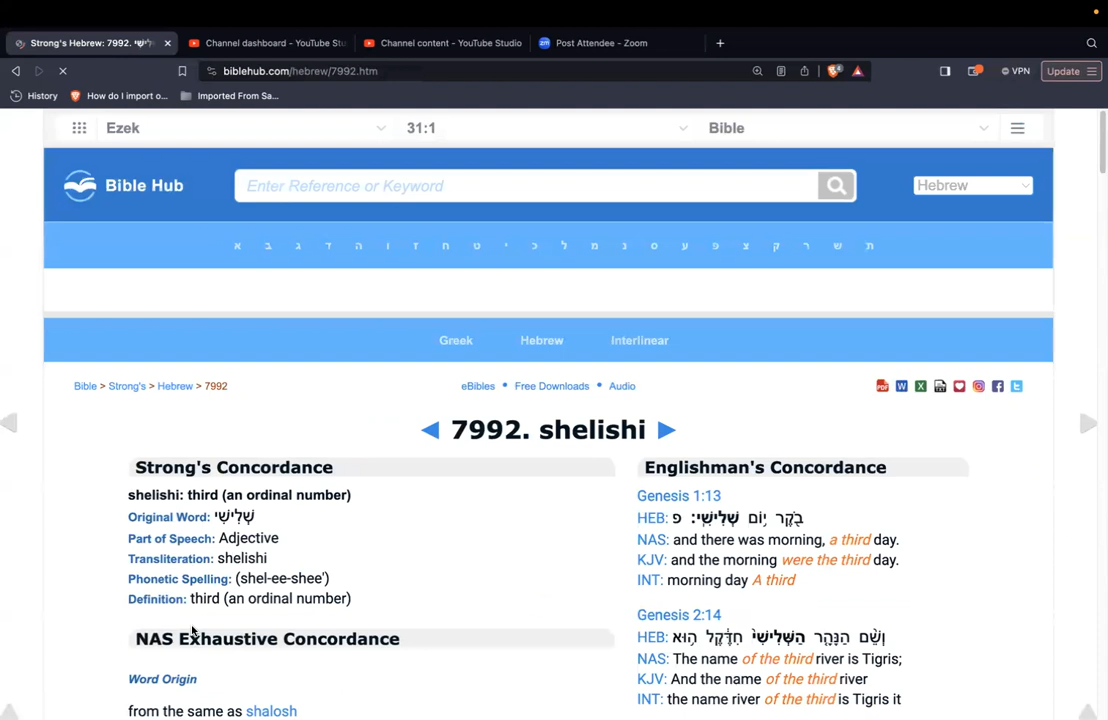 Strong's Hebrew: 7992.
Channel dashboard - YouTube Stu
Channel content - YouTube Studio
Post Attendee - Zoom
biblehub.com/hebrew/7992.htm
VPN
Update
History
How do I import o...
Imported From Sa...
Ezek
31:1
Bible
Bible Hub
Enter Reference or Keyword
Hebrew
א ב ג ד ה ו ז ח ט י כ ל מ נ ס ע פ צ ק ר ש ת
Greek
Hebrew
Interlinear
Bible > Strong's > Hebrew > 7992
eBibles • Free Downloads • Audio
◄ 7992. shelishi ►
Strong's Concordance
shelishi: third (an ordinal number)
Original Word: שְׁלִישִׁי
Part of Speech: Adjective
Transliteration: shelishi
Phonetic Spelling: (shel-ee-shee')
Definition: third (an ordinal number)
NAS Exhaustive Concordance
Word Origin
from the same as shalosh
Englishman's Concordance
Genesis 1:13
HEB: בֹ֖קֶר י֥וֹם שְׁלִישִֽׁי׃ פ
NAS: and there was morning, a third day.
KJV: and the morning were the third day.
INT: morning day A third
Genesis 2:14
HEB: וְשֵׁ֨ם הַנָּהָ֤ר הַשְּׁלִישִׁי֙ חִדֶּ֔קֶל ה֥וּא
NAS: The name of the third river is Tigris;
KJV: And the name of the third river
INT: the name river of the third is Tigris it